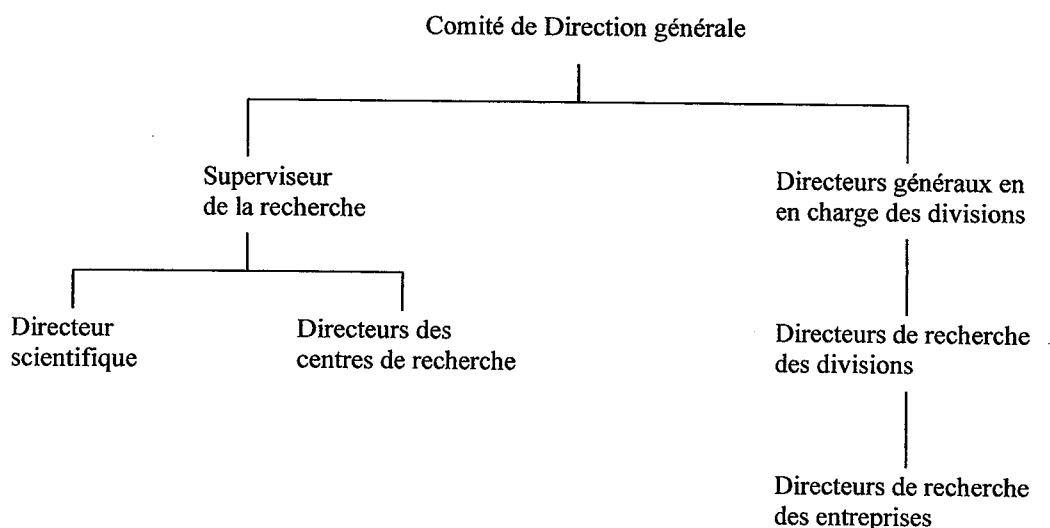 Comité de Direction générale
Superviseur
de la recherche
Directeurs généraux en
en charge des divisions
Directeur
scientifique
Directeurs des
centres de recherche
Directeurs de recherche
des divisions
Directeurs de recherche
des entreprises